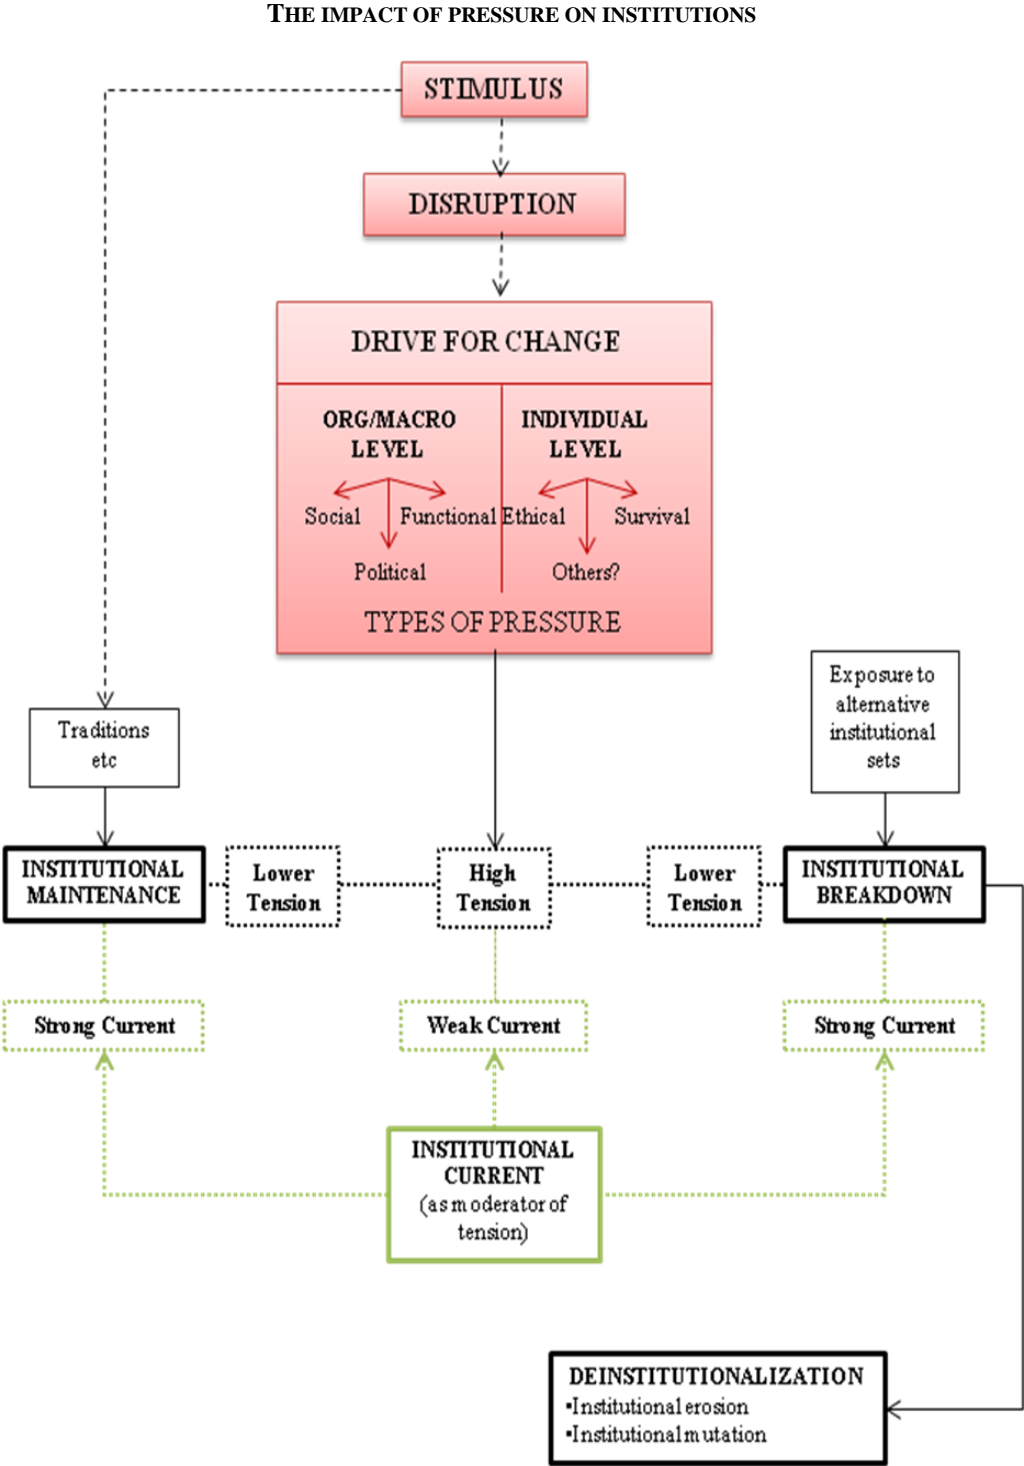 THE IMPACT OF PRESSURE ON INSTITUTIONS
STIMULUS
DISRUPTION
DRIVE FOR CHANGE
ORG/MACRO
LEVEL
INDIVIDUAL
LEVEL
Social
Functional
Ethical
Survival
Political
Others?
TYPES OF PRESSURE
Traditions
etc
Exposure to
alternative
institutional
sets
INSTITUTIONAL
MAINTENANCE
Lower
Tension
High
Tension
Lower
Tension
INSTITUTIONAL
BREAKDOWN
Strong Current
Weak Current
Strong Current
INSTITUTIONAL
CURRENT
(as moderator of
tension)
DEINSTITUTIONALIZATION
▪Institutional erosion
▪Institutional mutation